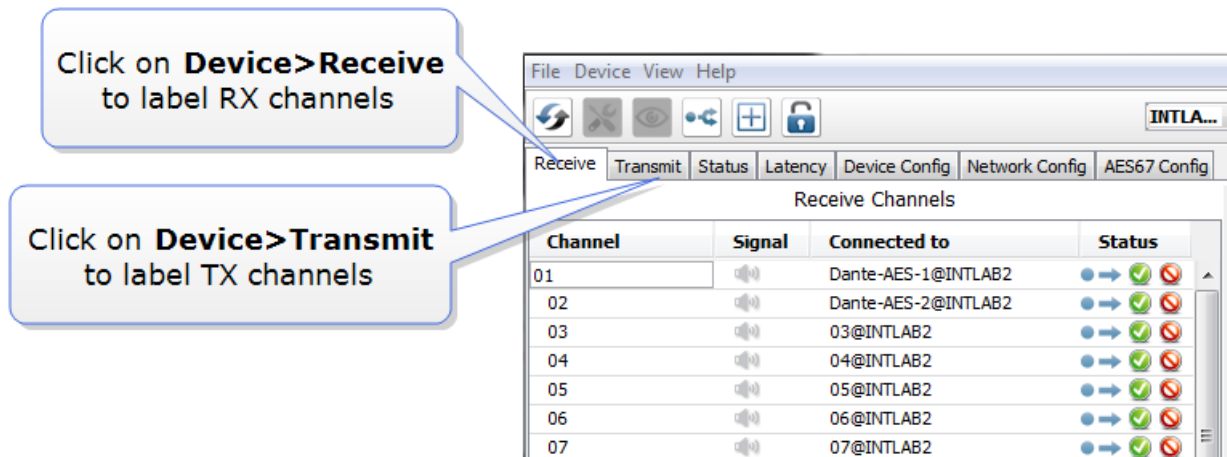 Click on Device>Receive
to label RX channels
Click on Device>Transmit
to label TX channels
File Device View Help
INTLA...
Receive Transmit Status Latency Device Config Network Config AES67 Config
Receive Channels
Channel Signal Connected to Status
01 Dante-AES-1@INTLAB2
02 Dante-AES-2@INTLAB2
03 03@INTLAB2
04 04@INTLAB2
05 05@INTLAB2
06 06@INTLAB2
07 07@INTLAB2